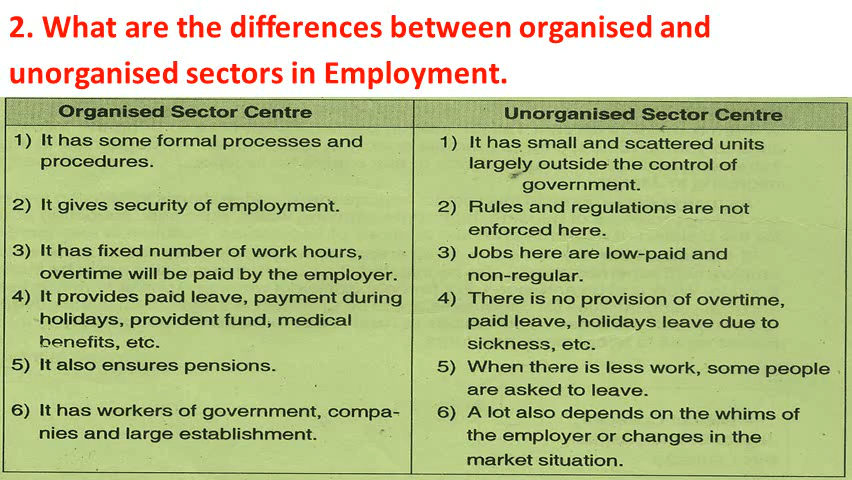 2. What are the differences between organised and
unorganised sectors in Employment.
Organised Sector Centre
1) It has some formal processes and
procedures.
2) It gives security of employment.
3) It has fixed number of work hours,
overtime will be paid by the employer.
4) It provides paid leave, payment during
holidays, provident fund, medical
benefits, etc.
5) It also ensures pensions.
6) It has workers of government, compa-
nies and large establishment.
Unorganised Sector Centre
1) It has small and scattered units
largely outside the control of
government.
2) Rules and regulations are not
enforced here.
3) Jobs here are low-paid and
non-regular.
4) There is no provision of overtime,
paid leave, holidays leave due to
sickness, etc.
5) When there is less work, some people
are asked to leave.
6) A lot also depends on the whims of
the employer or changes in the
market situation.